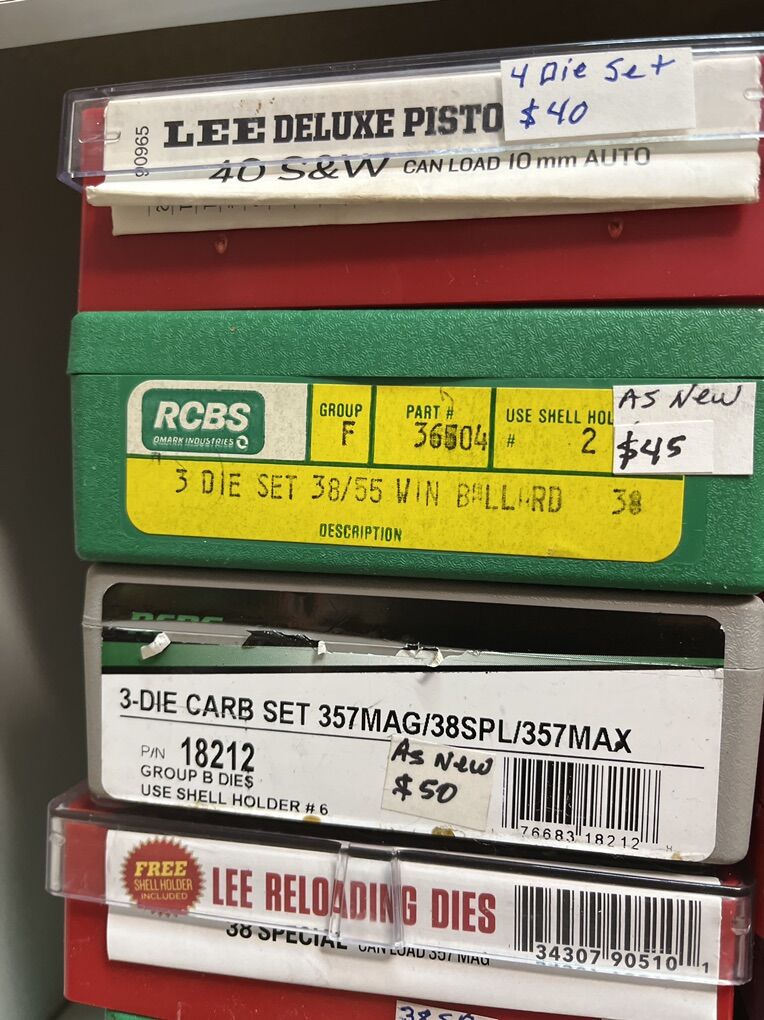 4 Die Set
$40
90965
LEE DELUXE PISTO
40 S&W CAN LOAD 10mm AUTO
RCBS
OMARK INDUSTRIES
GROUP
F
PART #
36504
USE SHELL HOL
# 2
As New
$45
3 DIE SET 38/55 WIN BALLARD 38
DESCRIPTION
RCBS
3-DIE CARB SET 357MAG/38SPL/357MAX
P/N 18212
GROUP B DIES
USE SHELL HOLDER # 6
As New
$50
76683 18212
FREE
SHELL HOLDER
INCLUDED
LEE RELOADING DIES
38 SPECIAL CAN LOAD 357 MAG
34307 90510 1